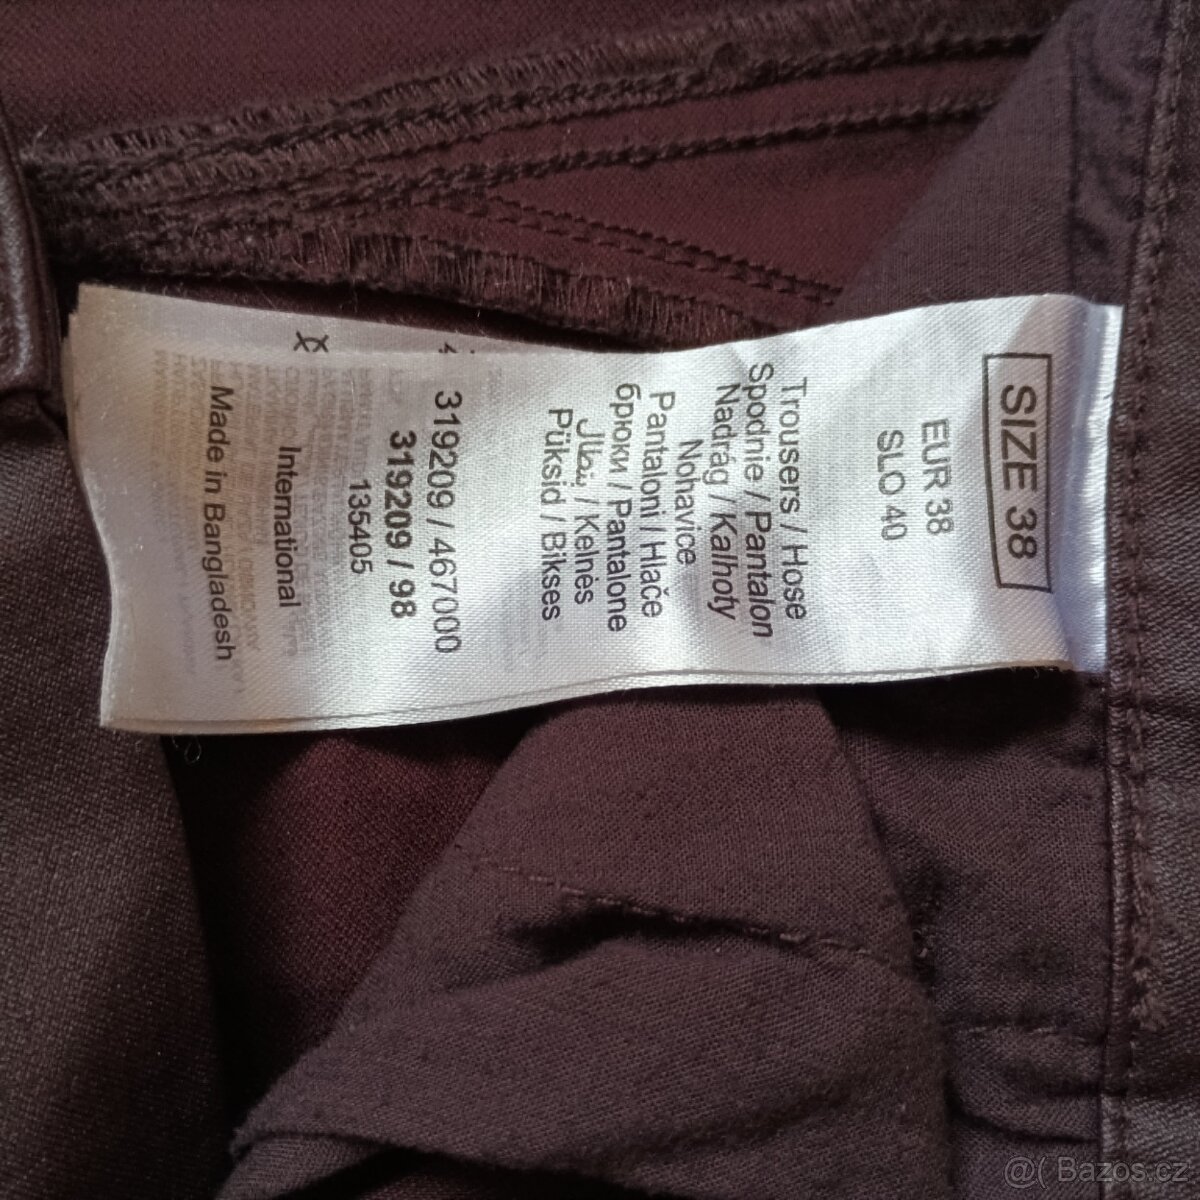 SIZE 38
EUR 38
SLO 40
Trousers / Hose
Spodnie / Pantalon
Nadrág / Kalhoty
Nohavice
Pantaloni / Hlače
брюки / Pantalone
بنطال / Kelnės
Püksid / Bikses
319209 / 467000
319209 / 98
135405
International
Made in Bangladesh
@( Bazos.cz